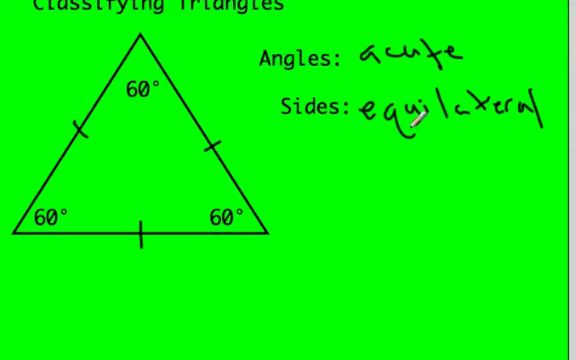 Classifying Triangles
60°
Angles: acute
Sides: equilateral
60° 60°